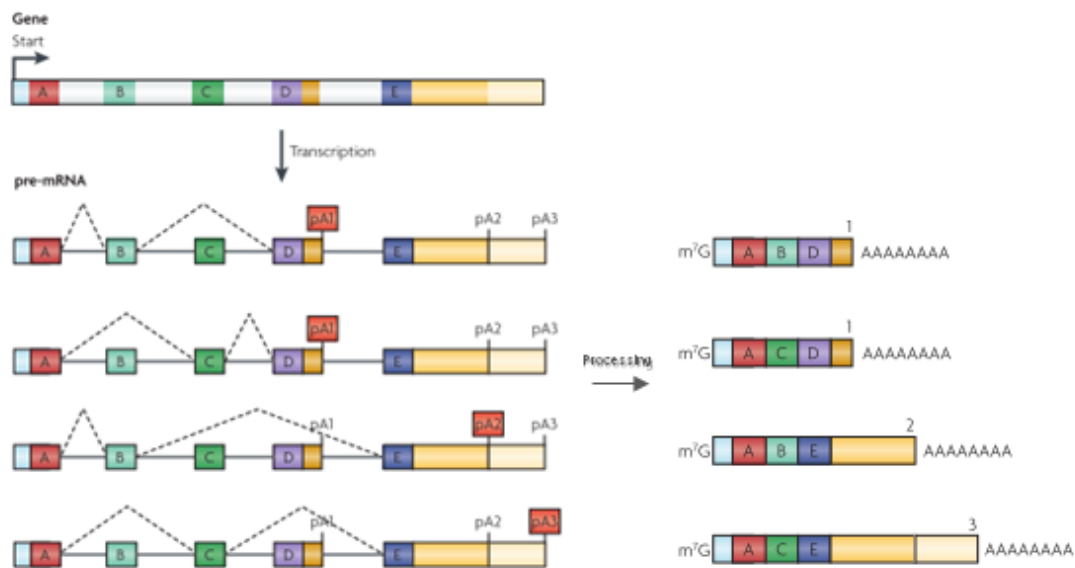 Gene
Start
A B C D E
Transcription
pre-mRNA
pA1 pA2 pA3
A B C D E
m⁷G A B D 1 AAAAAAAA
pA1 pA2 pA3
A B C D E
Processing
m⁷G A C D 1 AAAAAAAA
pA1 pA2 pA3
A B C D E
m⁷G A B E 2 AAAAAAAA
pA1 pA2 pA3
A B C D E
m⁷G A C E 3 AAAAAAAA